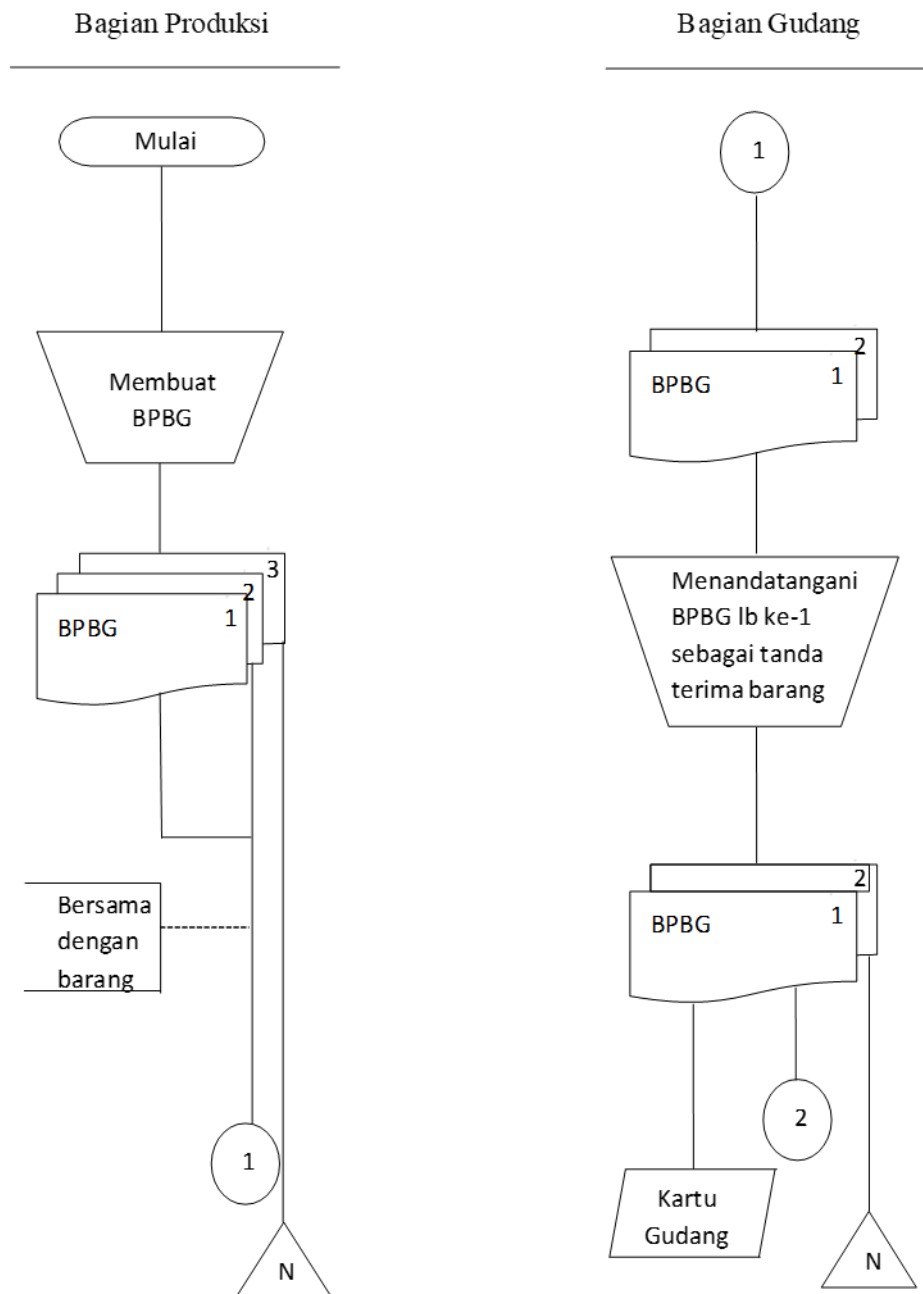 Bagian Produksi
Mulai
Membuat
BPBG
3
2
1
BPBG
Bersama
dengan
barang
1
N
Bagian Gudang
1
2
1
BPBG
Menandatangani
BPBG lb ke-1
sebagai tanda
terima barang
2
1
BPBG
2
Kartu
Gudang
N